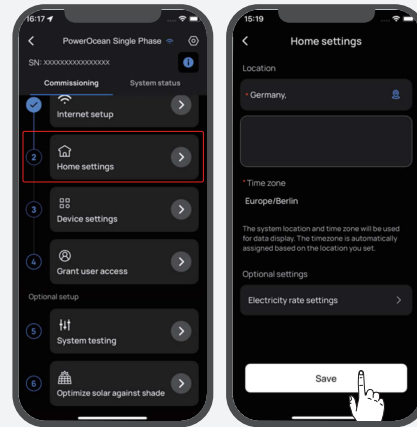 16:17
PowerOcean Single Phase
SN: xxxxxxxxxxxxxxxx
Commissioning
System status
Internet setup
2
Home settings
3
Device settings
4
Grant user access
Optional setup
5
System testing
6
Optimize solar against shade
15:19
Home settings
Location
* Germany,
* Time zone
Europe/Berlin
The system location and time zone will be used
for data display. The timezone is automatically
assigned based on the location you set.
Optional settings
Electricity rate settings
Save